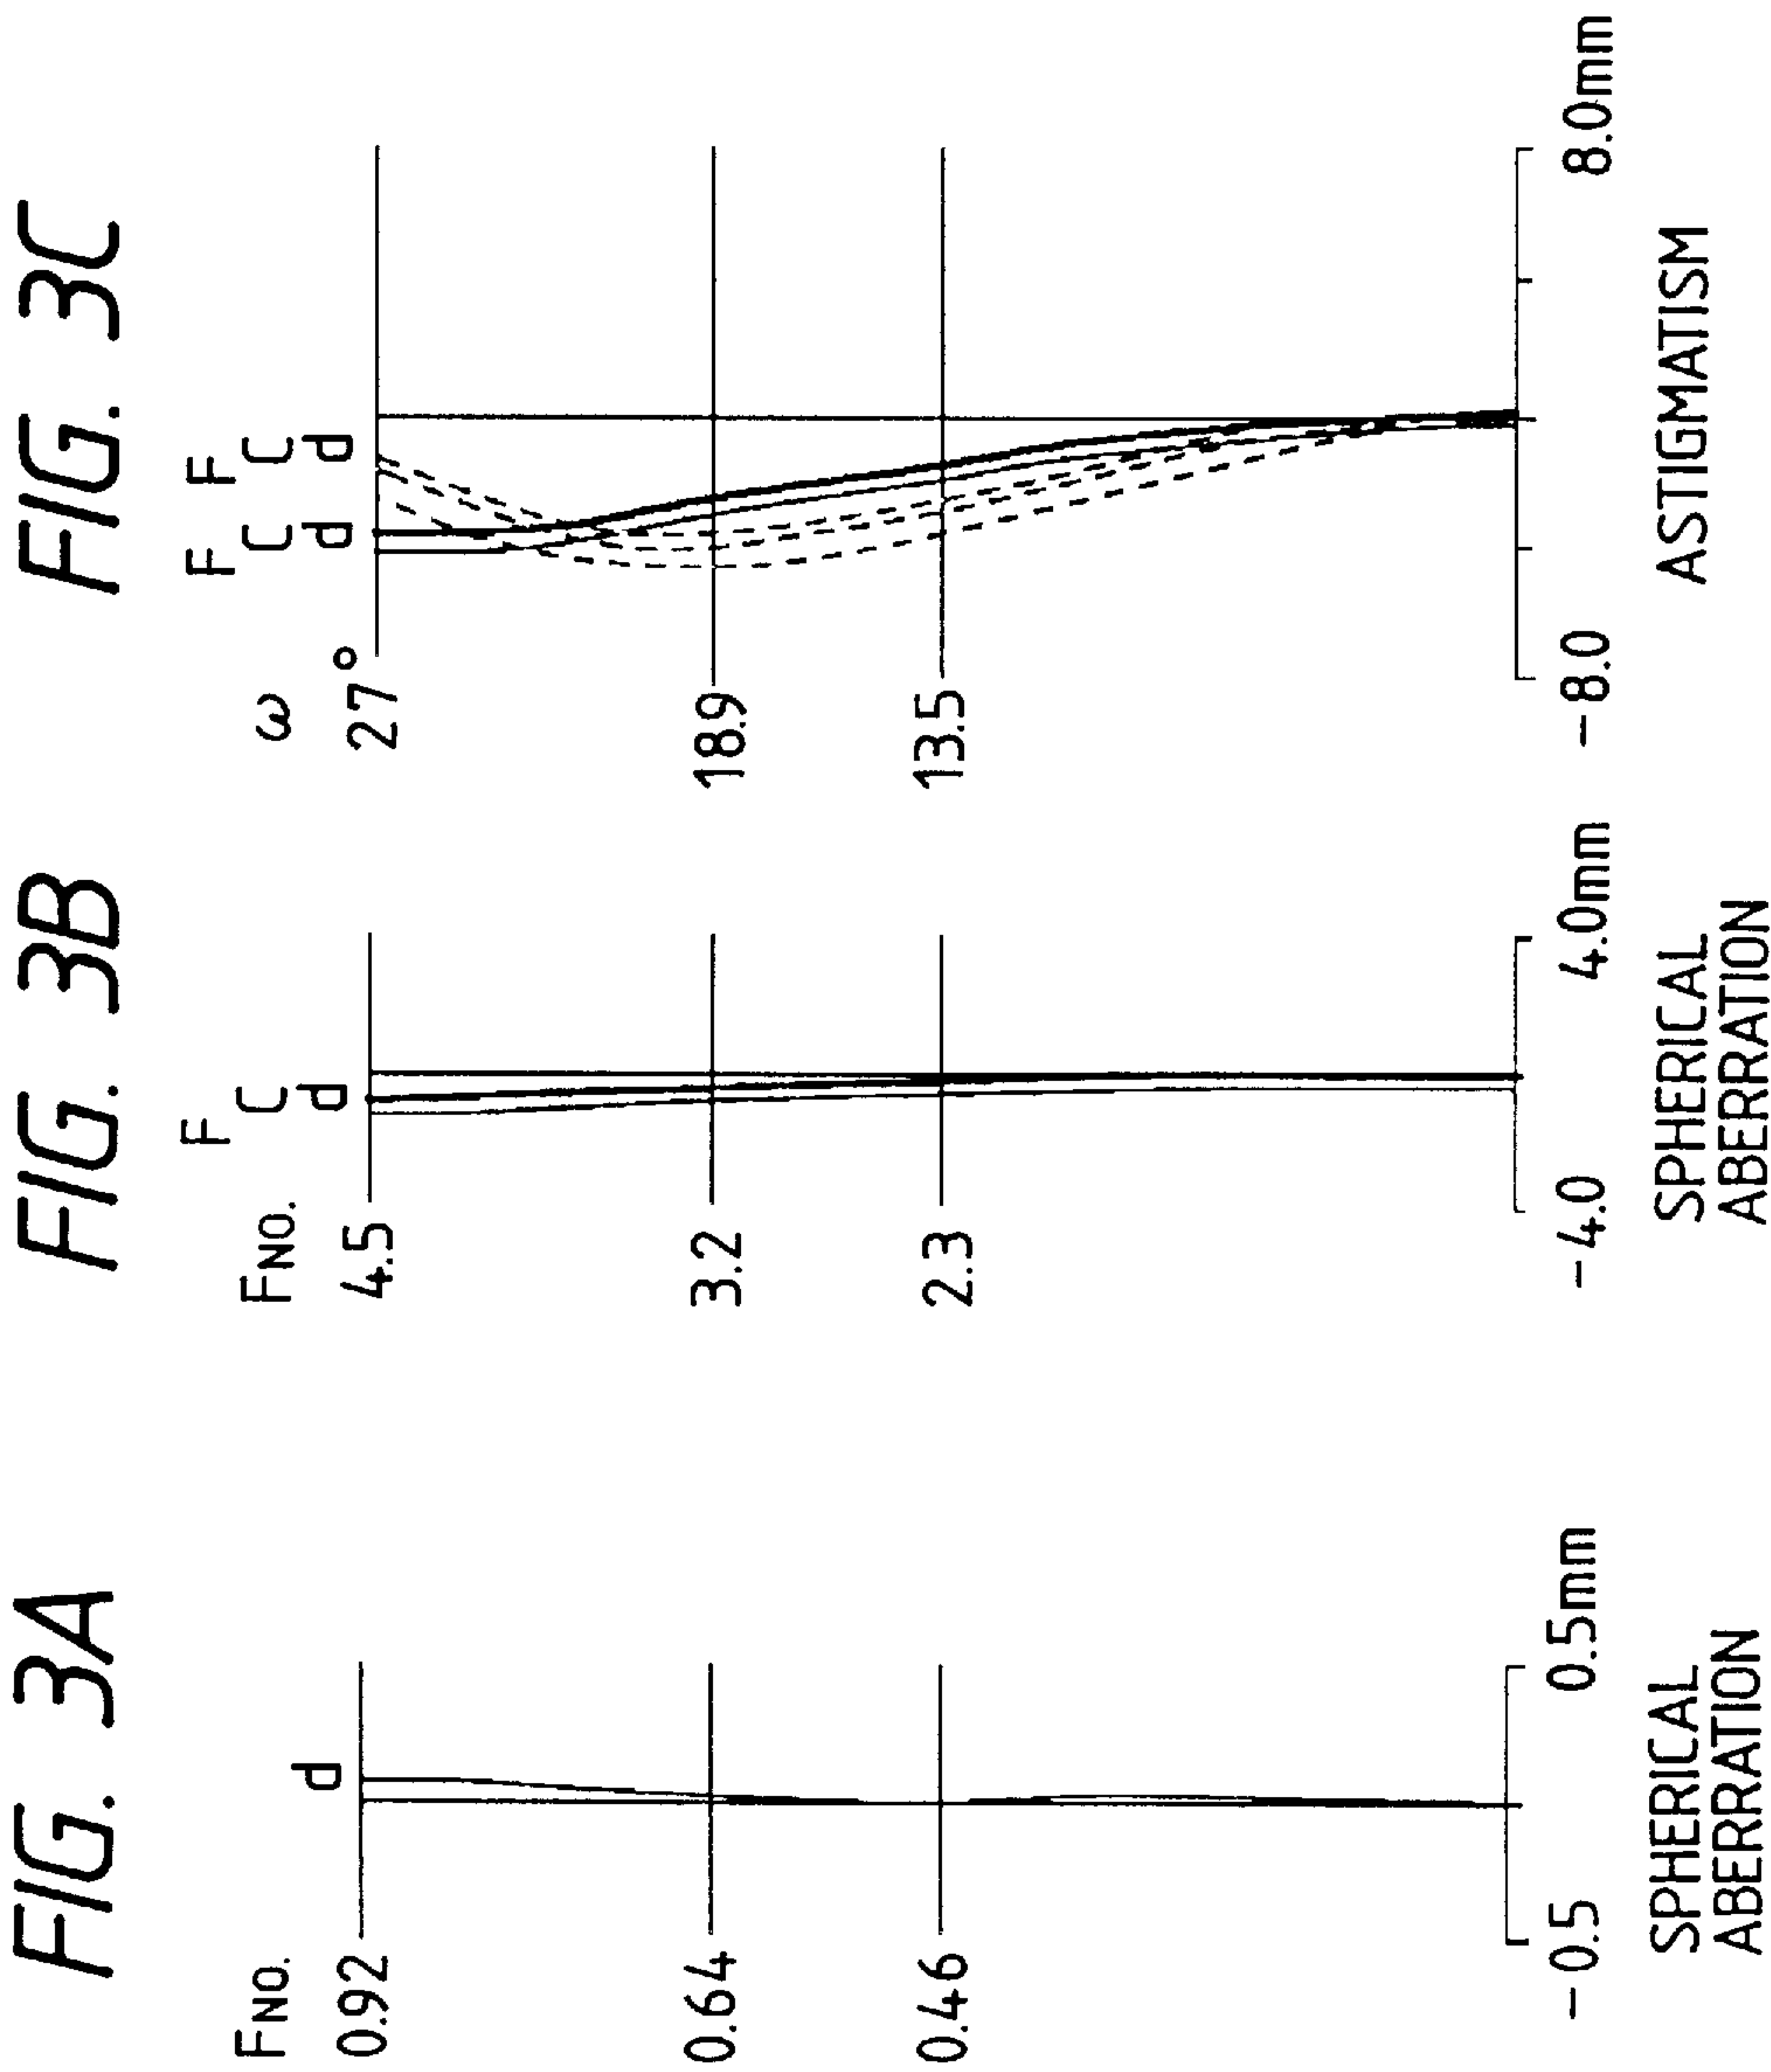 FIG. 3A
FNO.
0.92
d
0.64
0.46
-0.5
0.5mm
SPHERICAL
ABERRATION
FIG. 3B
FNO.
4.5
F
C
d
3.2
2.3
-4.0
4.0mm
SPHERICAL
ABERRATION
FIG. 3C
ω
27°
F
C
d
F
C
d
18.9
13.5
-8.0
8.0mm
ASTIGMATISM